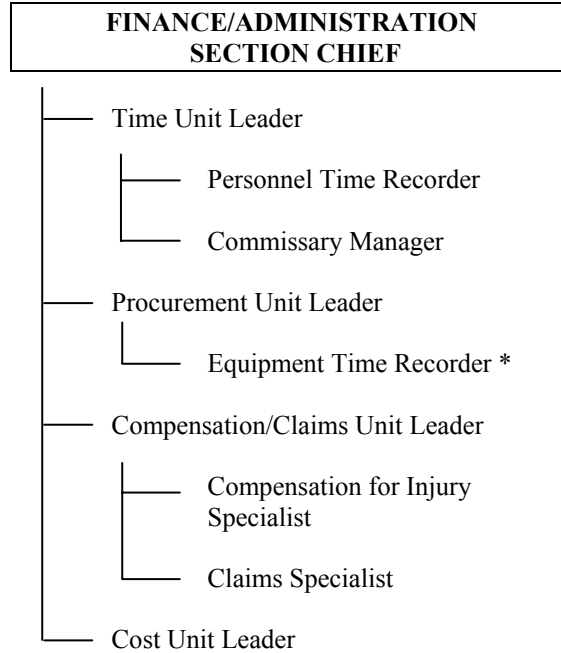 FINANCE/ADMINISTRATION
SECTION CHIEF
Time Unit Leader
Personnel Time Recorder
Commissary Manager
Procurement Unit Leader
Equipment Time Recorder *
Compensation/Claims Unit Leader
Compensation for Injury
Specialist
Claims Specialist
Cost Unit Leader